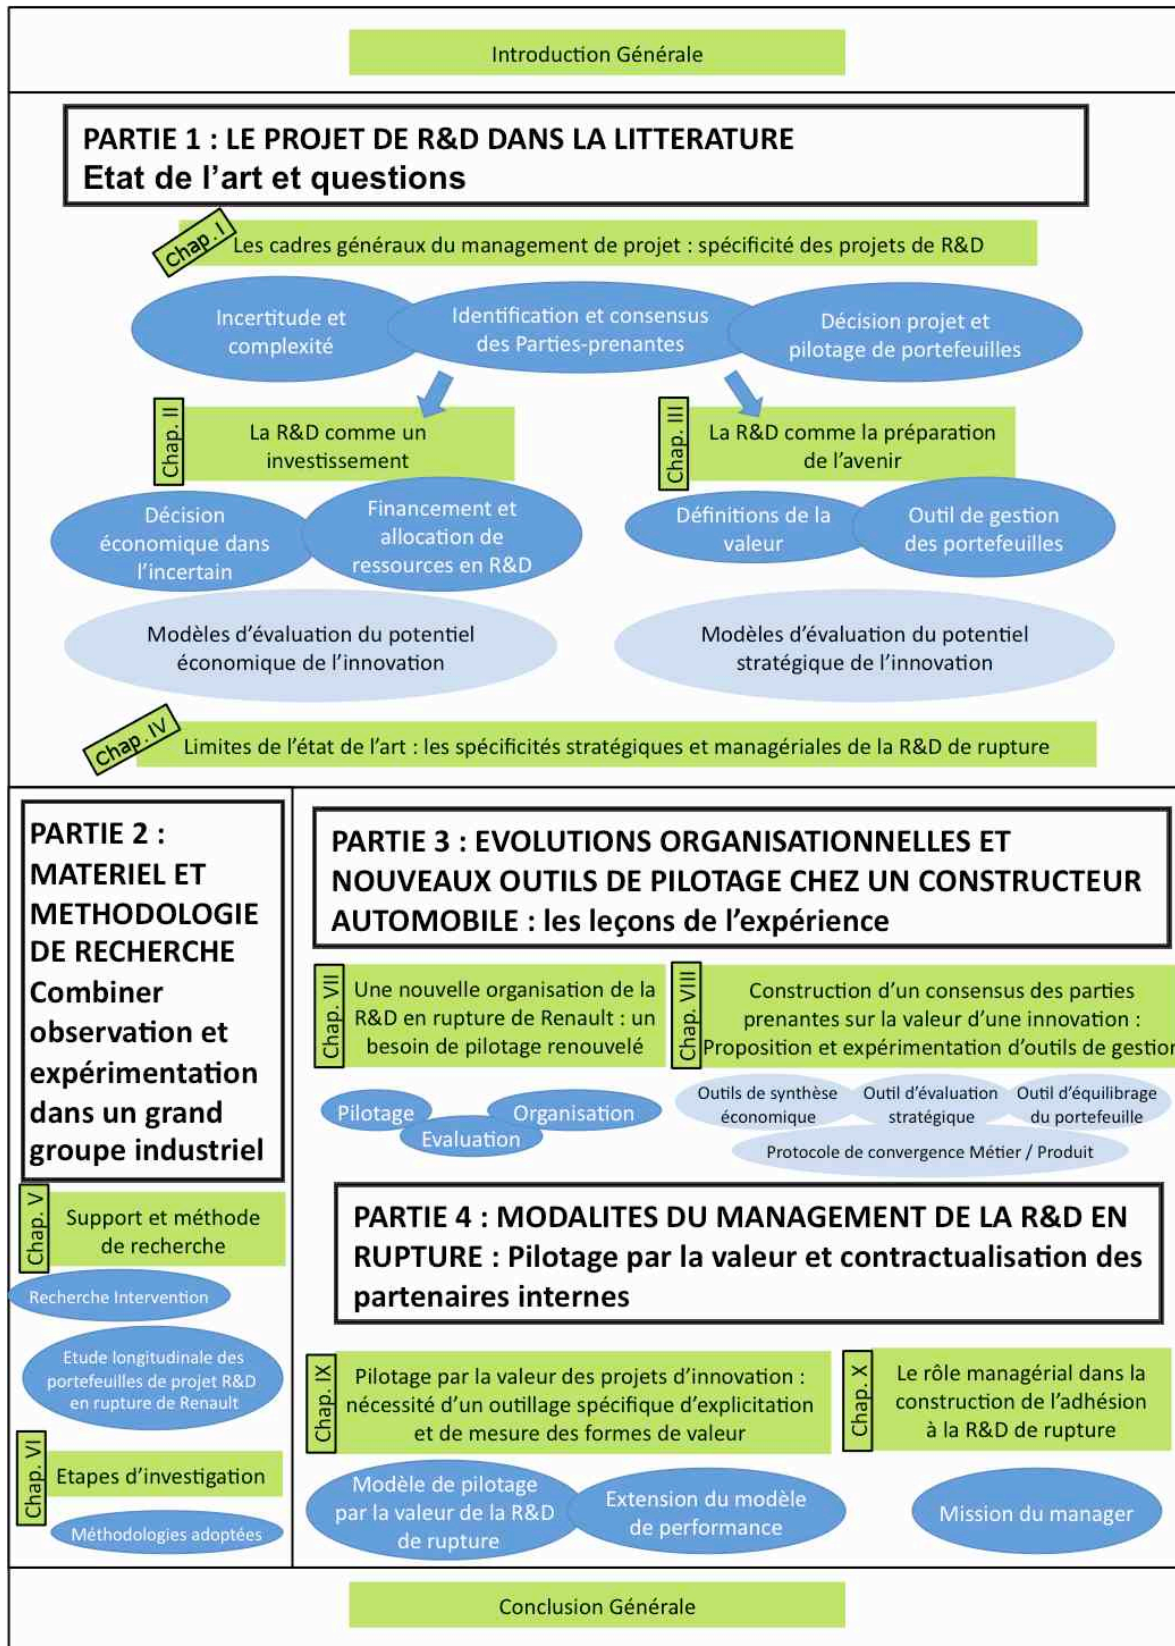 Introduction Générale
PARTIE 1 : LE PROJET DE R&D DANS LA LITTERATURE
Etat de l'art et questions
Chap. I
Les cadres généraux du management de projet : spécificité des projets de R&D
Incertitude et
complexité
Identification et consensus
des Parties-prenantes
Décision projet et
pilotage de portefeuilles
Chap. II
La R&D comme un
investissement
Chap. III
La R&D comme la préparation
de l'avenir
Décision
économique dans
l'incertain
Financement et
allocation de
ressources en R&D
Définitions de la
valeur
Outil de gestion
des portefeuilles
Modèles d'évaluation du potentiel
économique de l'innovation
Modèles d'évaluation du potentiel
stratégique de l'innovation
Chap. IV
Limites de l'état de l'art : les spécificités stratégiques et managériales de la R&D de rupture
PARTIE 2 :
MATERIEL ET
METHODOLOGIE
DE RECHERCHE
Combiner
observation et
expérimentation
dans un grand
groupe industriel
Chap. V
Support et méthode
de recherche
Recherche Intervention
Etude longitudinale des
portefeuilles de projet R&D
en rupture de Renault
Chap. VI
Etapes d'investigation
Méthodologies adoptées
PARTIE 3 : EVOLUTIONS ORGANISATIONNELLES ET
NOUVEAUX OUTILS DE PILOTAGE CHEZ UN CONSTRUCTEUR
AUTOMOBILE : les leçons de l'expérience
Chap. VII
Une nouvelle organisation de la
R&D en rupture de Renault : un
besoin de pilotage renouvelé
Chap. VIII
Construction d'un consensus des parties
prenantes sur la valeur d'une innovation :
Proposition et expérimentation d'outils de gestion
Pilotage
Evaluation
Organisation
Outils de synthèse
économique
Outil d'évaluation
stratégique
Outil d'équilibrage
du portefeuille
Protocole de convergence Métier / Produit
PARTIE 4 : MODALITES DU MANAGEMENT DE LA R&D EN
RUPTURE : Pilotage par la valeur et contractualisation des
partenaires internes
Chap. IX
Pilotage par la valeur des projets d'innovation :
nécessité d'un outillage spécifique d'explicitation
et de mesure des formes de valeur
Chap. X
Le rôle managérial dans la
construction de l'adhésion
à la R&D de rupture
Modèle de pilotage
par la valeur de la R&D
de rupture
Extension du modèle
de performance
Mission du manager
Conclusion Générale